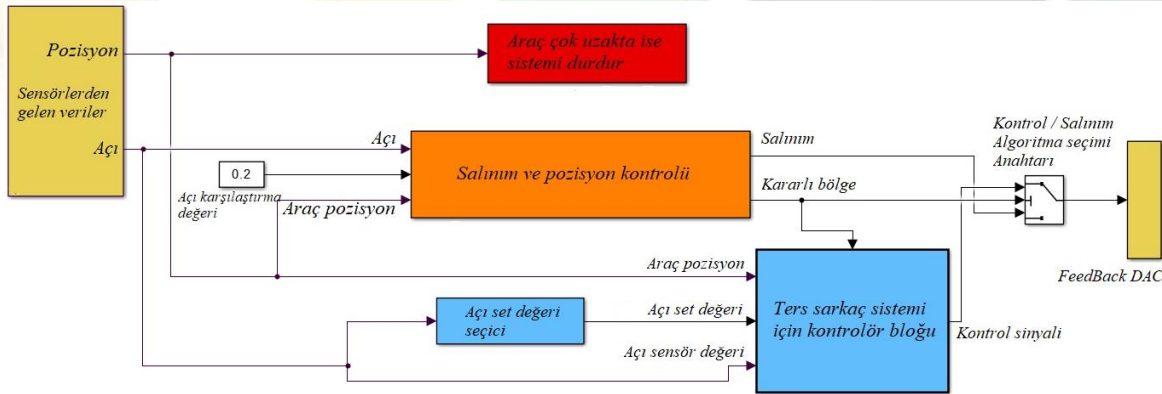 Pozisyon
Sensörlerden
gelen veriler
Açı
Araç çok uzakta ise
sistemi durdur
Açı
0.2
Açı karşılaştırma
değeri
Araç pozisyon
Salınım ve pozisyon kontrolü
Salınım
Kararlı bölge
Kontrol / Salınım
Algoritma seçimi
Anahtarı
FeedBack DAC
Araç pozisyon
Açı set değeri
seçici
Açı set değeri
Açı sensör değeri
Ters sarkaç sistemi
için kontrolör bloğu
Kontrol sinyali